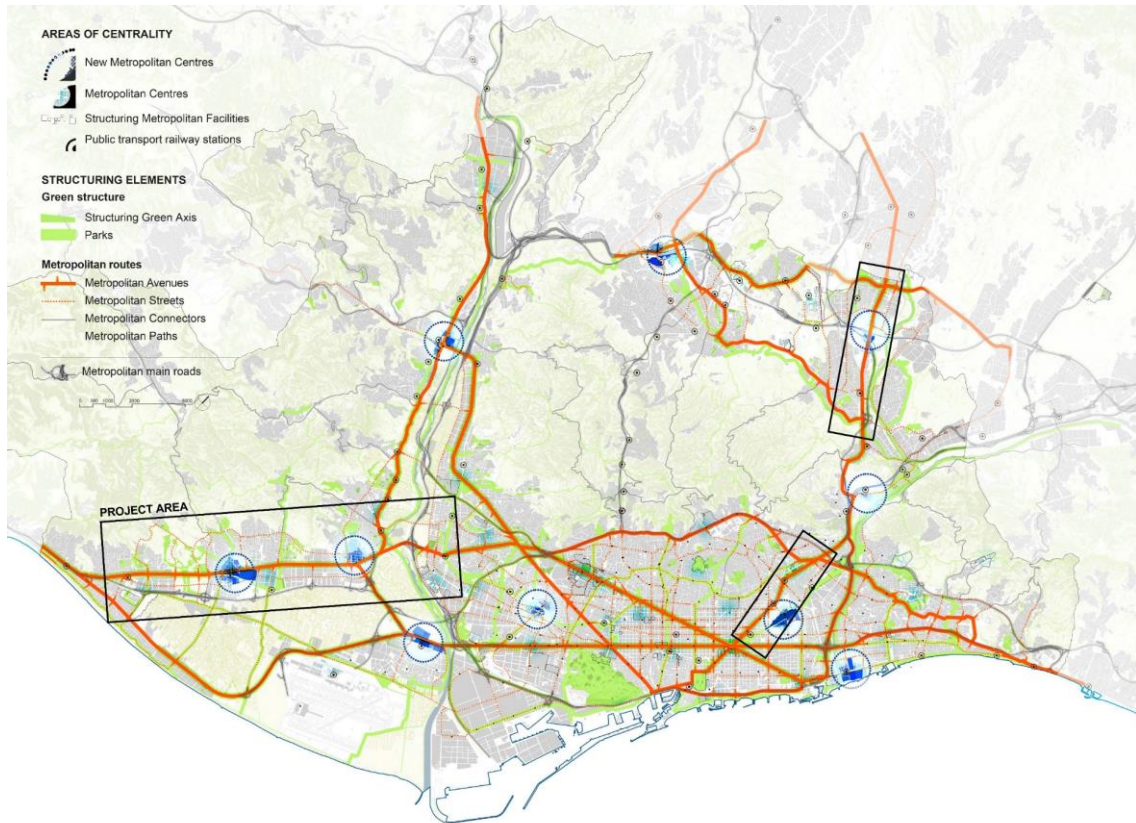 AREAS OF CENTRALITY
New Metropolitan Centres
Metropolitan Centres
Structuring Metropolitan Facilities
Public transport railway stations
STRUCTURING ELEMENTS
Green structure
Structuring Green Axis
Parks
Metropolitan routes
Metropolitan Avenues
Metropolitan Streets
Metropolitan Connectors
Metropolitan Paths
Metropolitan main roads
PROJECT AREA